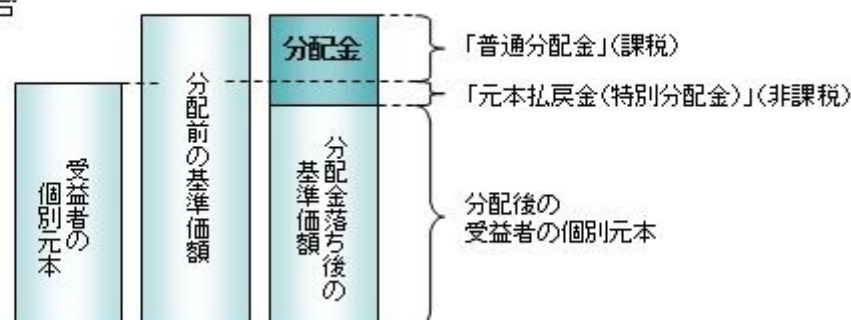 分配金
「普通分配金」(課税)
「元本払戻金(特別分配金)」(非課税)
受益者の
個別元本
分配前の基準価額
分配金落ち後の
基準価額
分配後の
受益者の個別元本